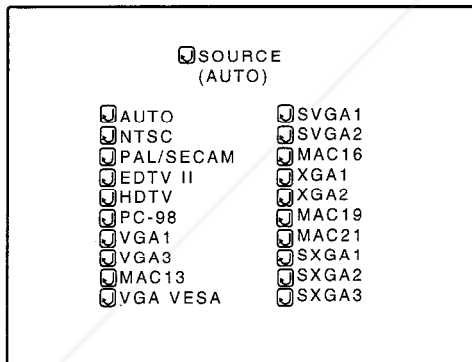 SOURCE
(AUTO)
AUTO
NTSC
PAL/SECAM
EDTV II
HDTV
PC-98
VGA1
VGA3
MAC13
VGA VESA
SVGA1
SVGA2
MAC16
XGA1
XGA2
MAC19
MAC21
SXGA1
SXGA2
SXGA3